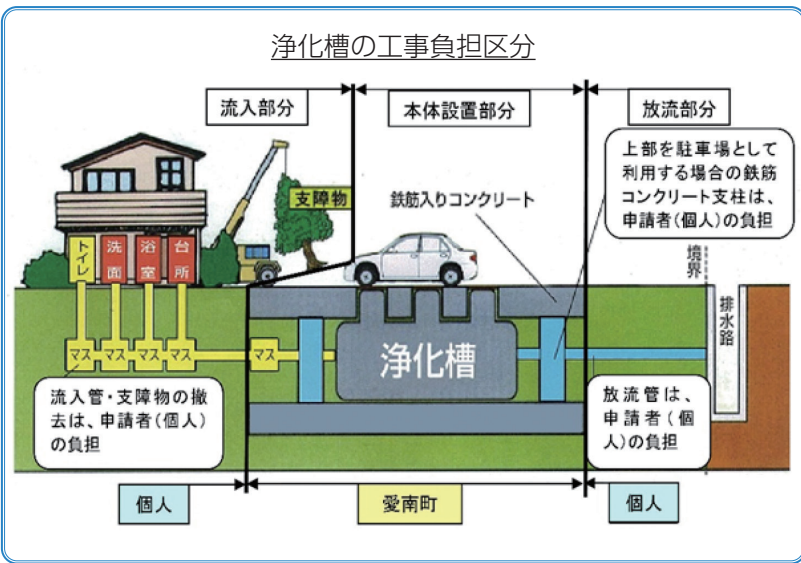 浄化槽の工事負担区分
流入部分
本体設置部分
放流部分
上部を駐車場として
利用する場合の鉄筋
コンクリート支柱は、
申請者(個人)の負担
支障物
鉄筋入りコンクリート
トイレ
洗面
浴室
台所
境界
排水路
マス
マス
マス
マス
マス
浄化槽
流入管・支障物の撤
去は、申請者(個人)
の負担
放流管は、
申請者(個
人)の負担
個人
愛南町
個人